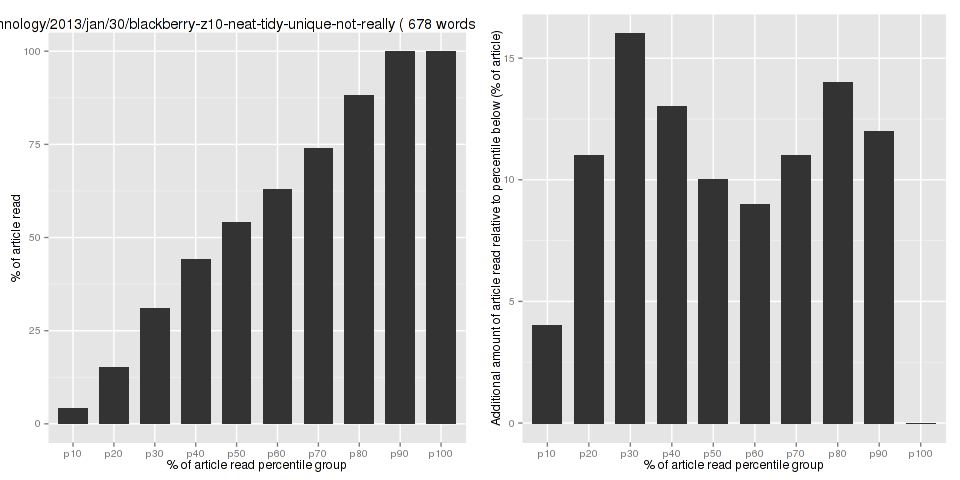 nology/2013/jan/30/blackberry-z10-neat-tidy-unique-not-really ( 678 words
100
75
50
25
0
% of article read
p10 p20 p30 p40 p50 p60 p70 p80 p90 p100
% of article read percentile group
15
10
5
0
Additional amount of article read relative to percentile below (% of article)
p10 p20 p30 p40 p50 p60 p70 p80 p90 p100
% of article read percentile group